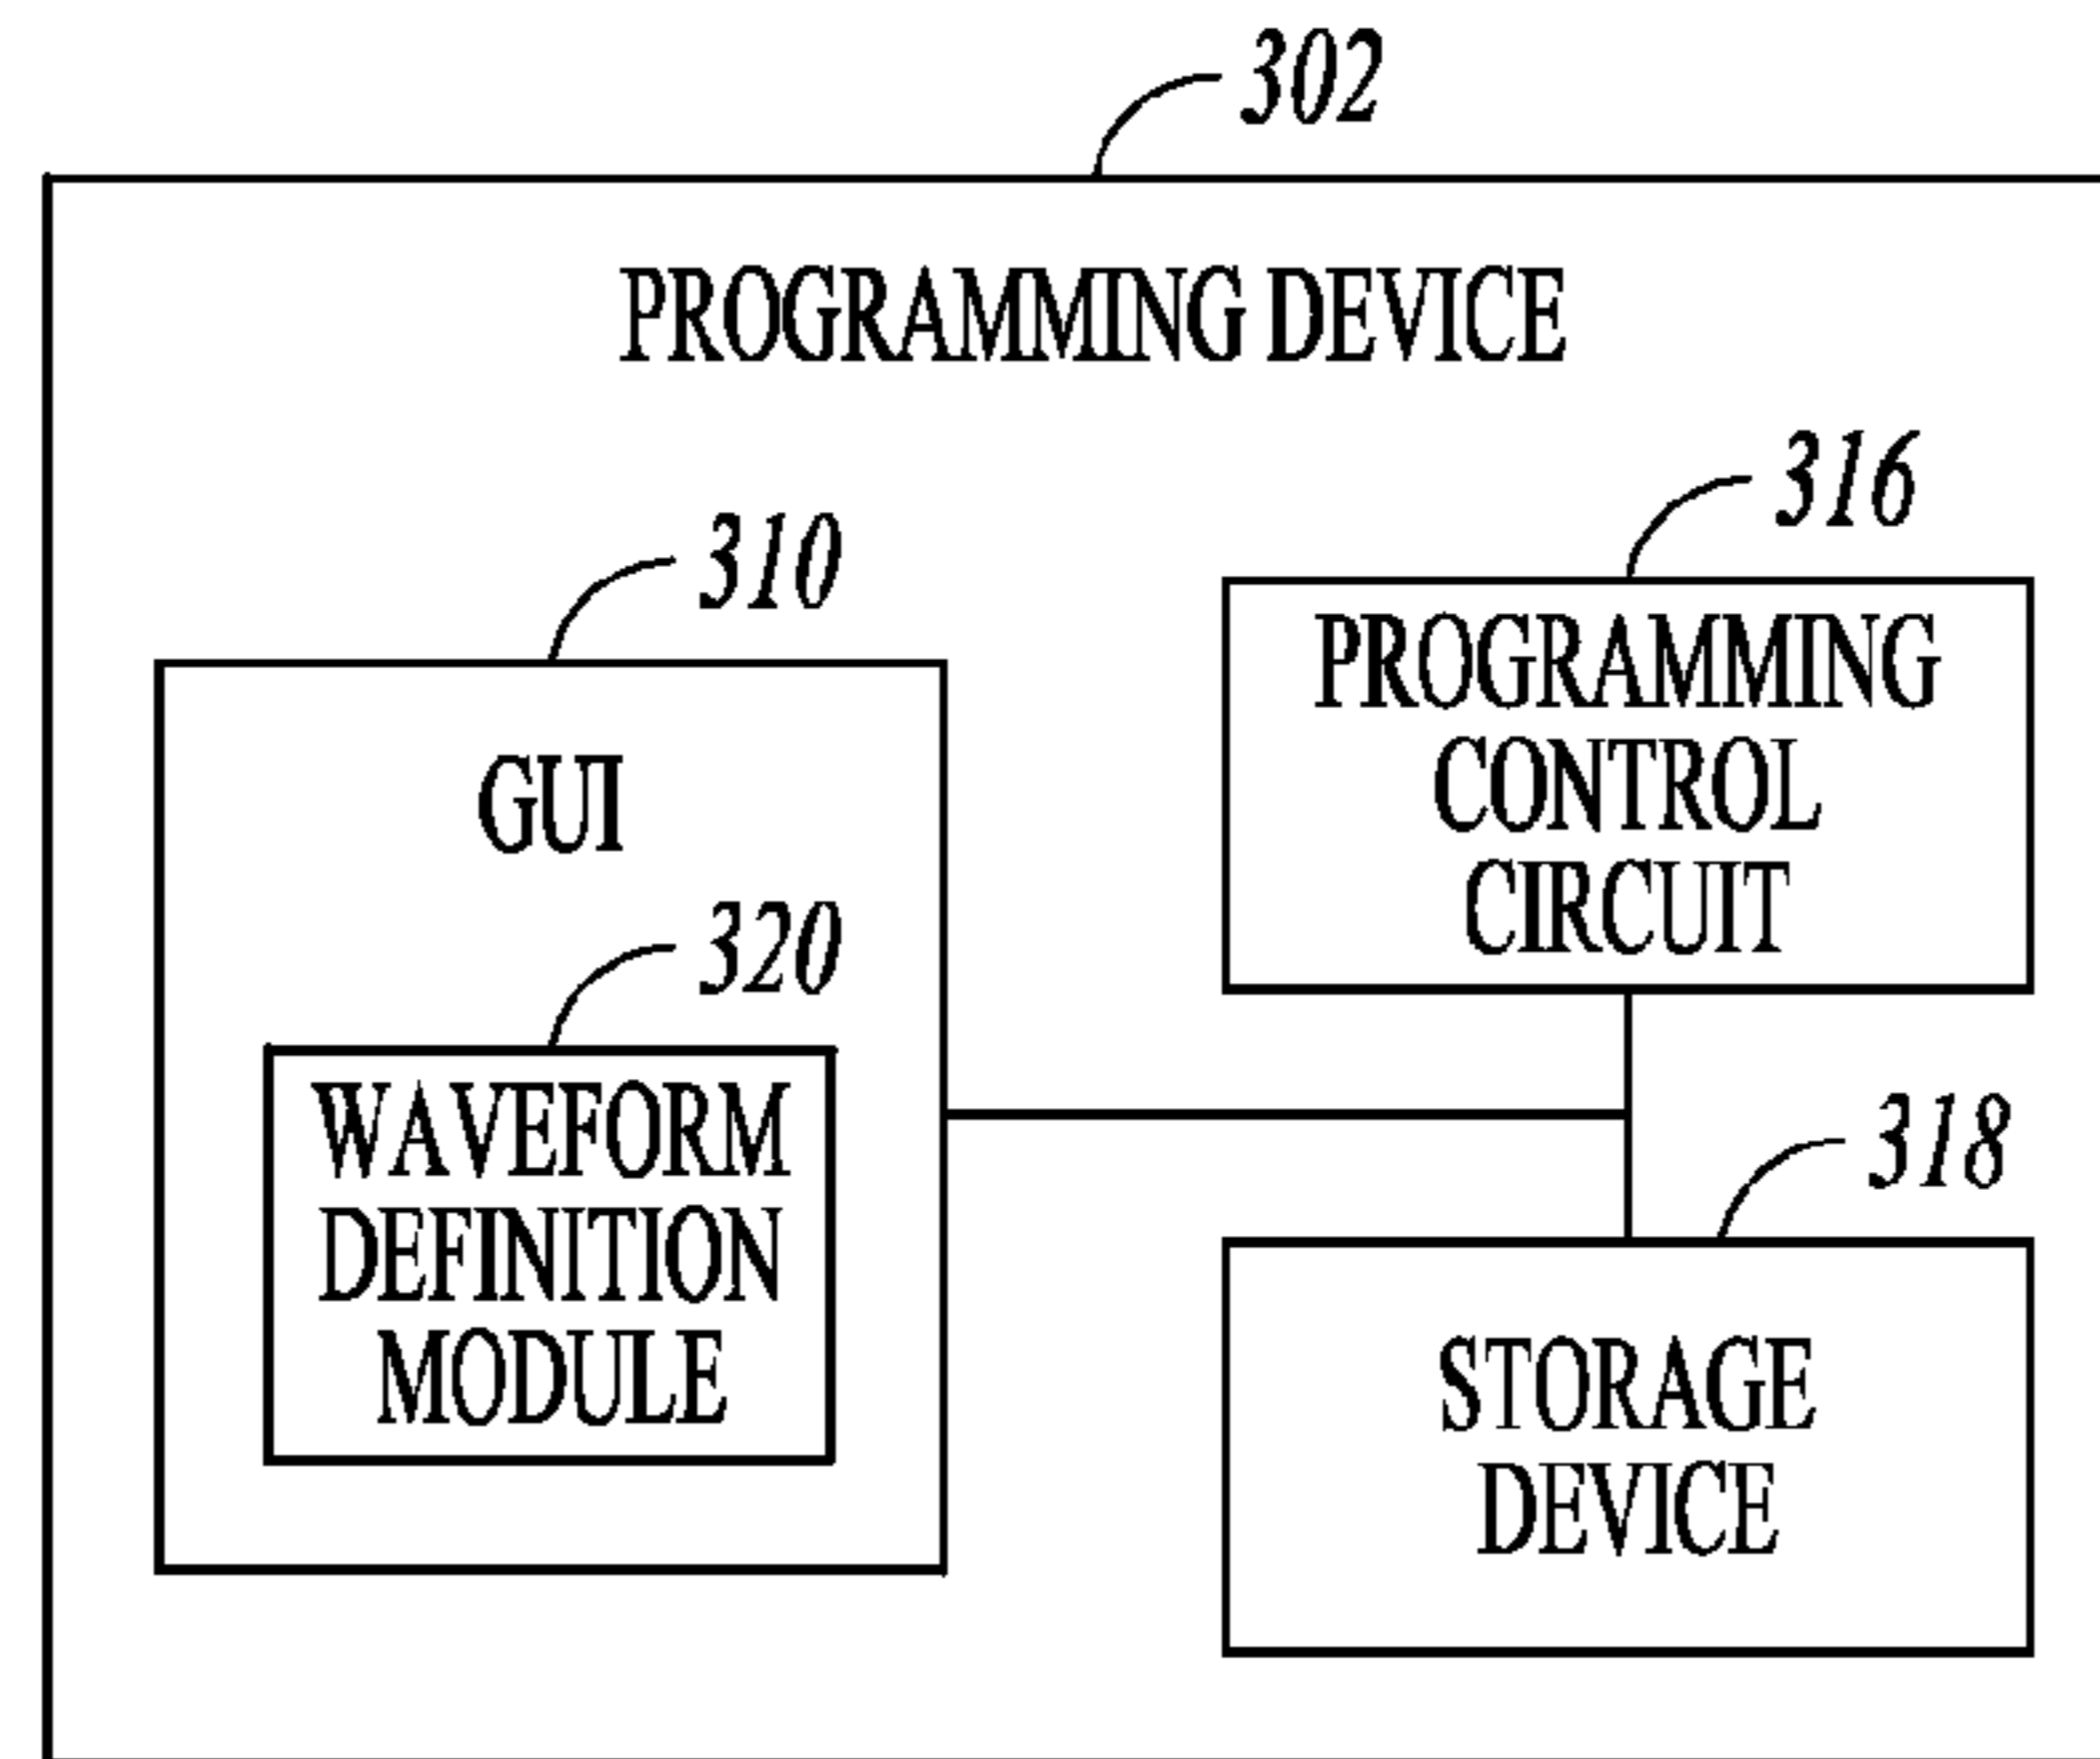 302
PROGRAMMING DEVICE
316
310
PROGRAMMING
CONTROL
CIRCUIT
GUI
320
WAVEFORM
DEFINITION
MODULE
318
STORAGE
DEVICE